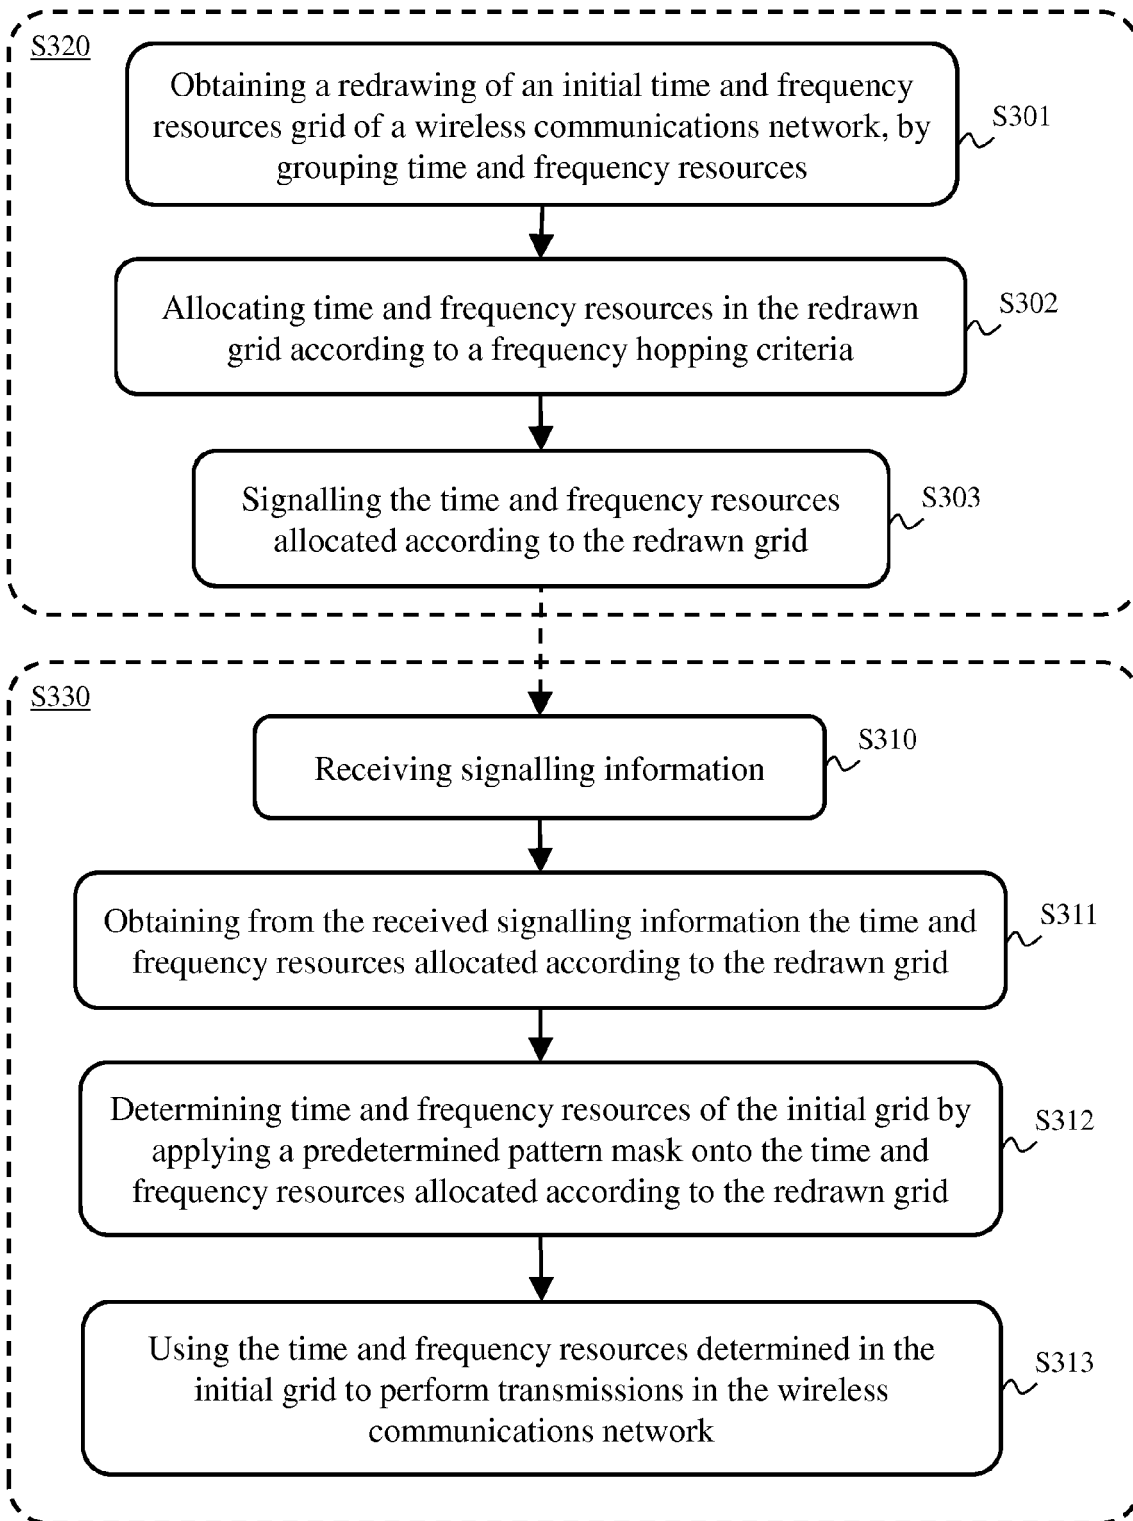 S320
Obtaining a redrawing of an initial time and frequency
resources grid of a wireless communications network, by
grouping time and frequency resources
S301
Allocating time and frequency resources in the redrawn
grid according to a frequency hopping criteria
S302
Signalling the time and frequency resources
allocated according to the redrawn grid
S303
S330
Receiving signalling information
S310
Obtaining from the received signalling information the time and
frequency resources allocated according to the redrawn grid
S311
Determining time and frequency resources of the initial grid by
applying a predetermined pattern mask onto the time and
frequency resources allocated according to the redrawn grid
S312
Using the time and frequency resources determined in the
initial grid to perform transmissions in the wireless
communications network
S313